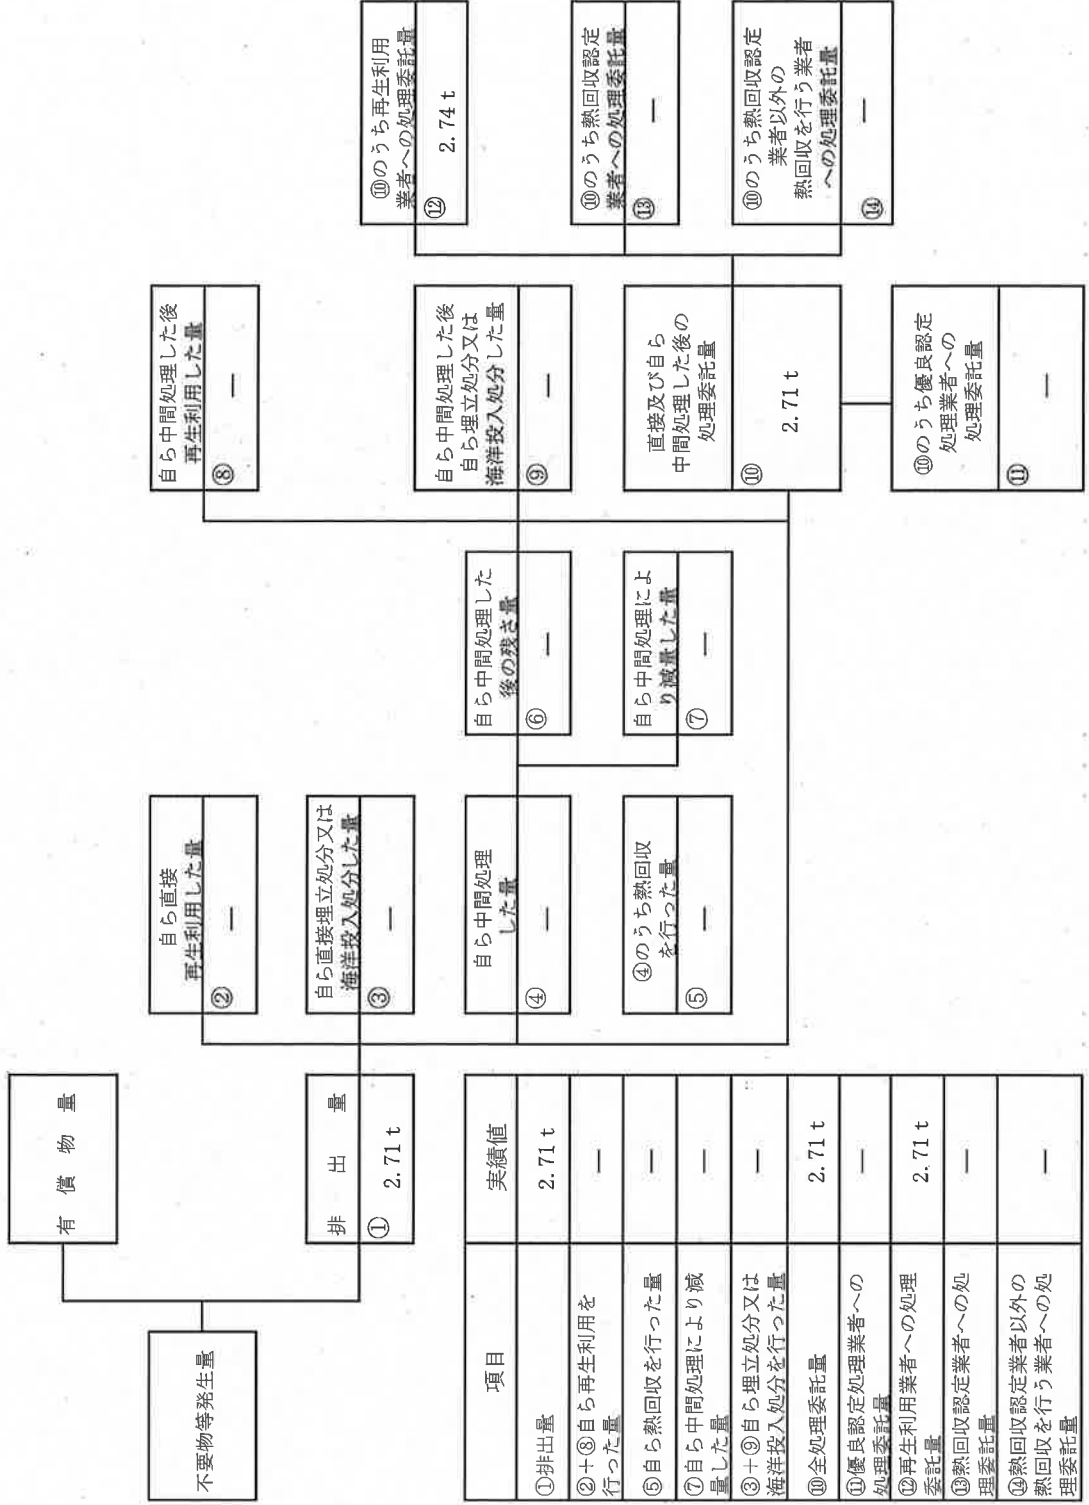 不要物等発生量
有償物量
排出量
①
2.71t
自ら直接
再生利用した量
②
—
自ら直接埋立処分又は
海洋投入処分した量
③
—
自ら中間処理
した量
④
—
④のうち熱回収
を行った量
⑤
—
自ら中間処理した
後の残さ量
⑥
—
自ら中間処理によ
り減量した量
⑦
—
自ら中間処理した後
再生利用した量
⑧
—
自ら中間処理した後
自ら埋立処分又は
海洋投入処分した量
⑨
—
直接及び自ら
中間処理した後の
処理委託量
⑩
2.71t
⑩のうち優良認定
処理業者への
処理委託量
⑪
—
⑩のうち再生利用
業者への処理委託量
⑫
2.74t
⑩のうち熱回収認定
業者への処理委託量
⑬
—
⑩のうち熱回収認定
業者以外の
熱回収を行う業者
への処理委託量
⑭
—
項目 実績値
①排出量 2.71t
②+⑧自ら再生利用を
行った量 —
⑤自ら熱回収を行った量 —
⑦自ら中間処理により減
量した量 —
③+⑨自ら埋立処分又は
海洋投入処分を行った量 —
⑩全処理委託量 2.71t
⑪優良認定処理業者への
処理委託量 —
⑫再生利用業者への処理
委託量 2.71t
⑬熱回収認定業者への処
理委託量 —
⑭熱回収認定業者以外の
熱回収を行う業者への処
理委託量 —